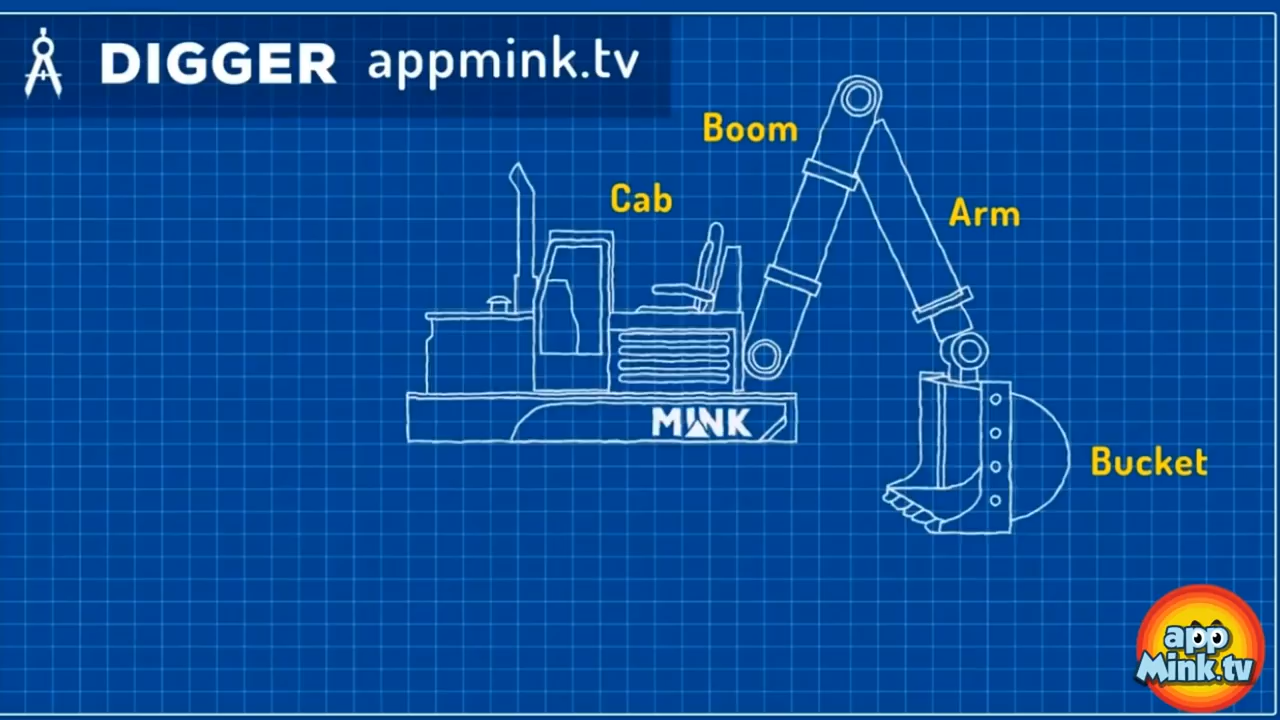 DIGGER appmink.tv
Boom
Cab
Arm
MINK
Bucket
app
Mink.tv